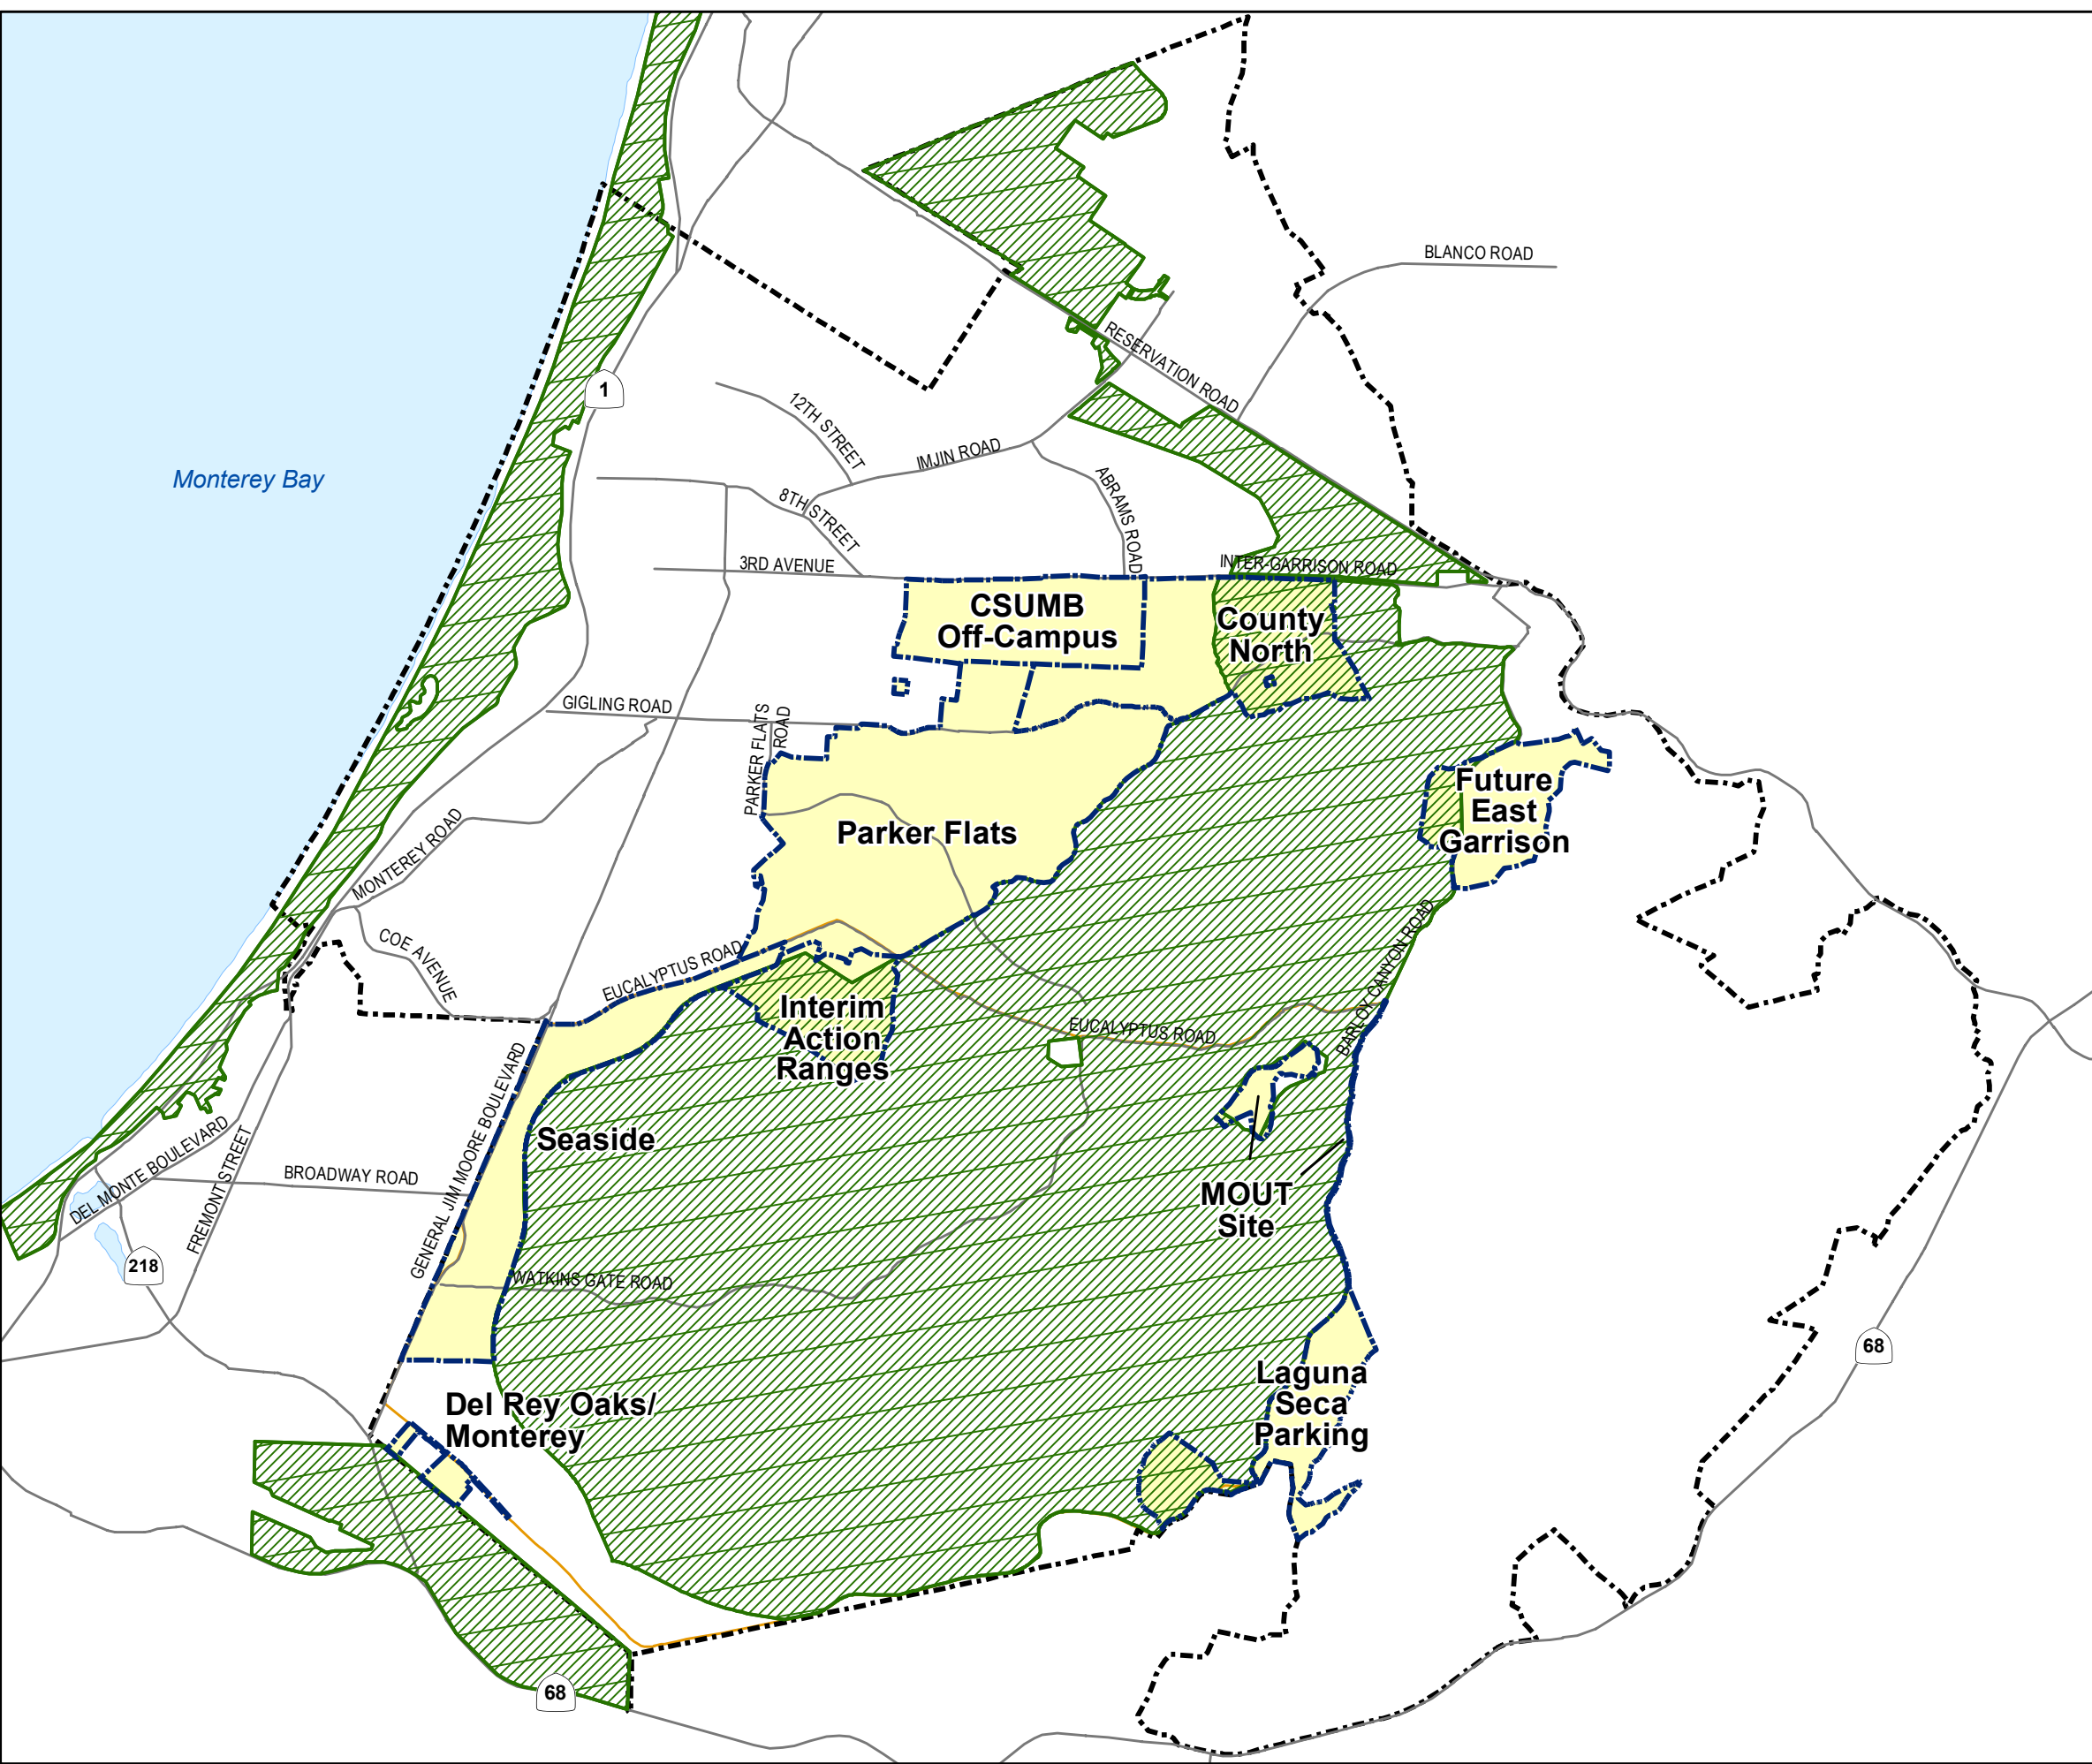 BLANCO ROAD
RESERVATION ROAD
1
12TH STREET
IMJIN ROAD
Monterey Bay
ABRAMS ROAD
8TH STREET
3RD AVENUE
INTER-GARRISON ROAD
CSUMB
Off-Campus
County
North
GIGLING ROAD
PARKER FLATS
ROAD
Future
East
Garrison
Parker Flats
MONTEREY ROAD
COE AVENUE
EUCALYPTUS ROAD
BARLOY CANYON ROAD
Interim
Action
Ranges
EUCALYPTUS ROAD
GENERAL JIM MOORE BOULEVARD
Seaside
DEL MONTE BOULEVARD
FREMONT STREET
BROADWAY ROAD
MOUT
Site
218
WATKINS GATE ROAD
68
Laguna
Seca
Parking
Del Rey Oaks/
Monterey
68